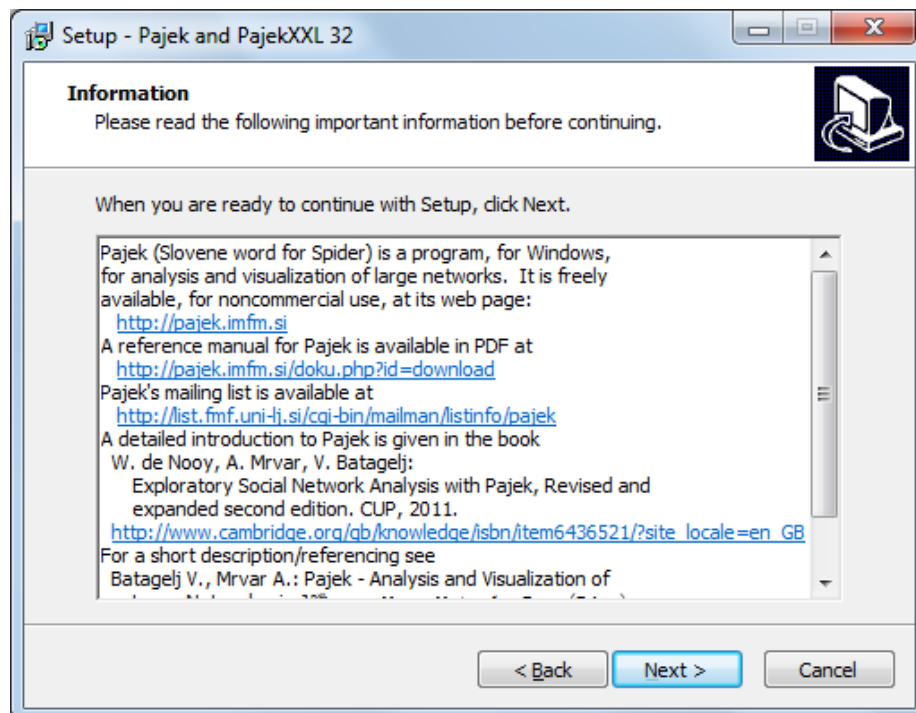 Setup - Pajek and PajekXXL 32
Information
Please read the following important information before continuing.
When you are ready to continue with Setup, click Next.
Pajek (Slovene word for Spider) is a program, for Windows,
for analysis and visualization of large networks.  It is freely
available, for noncommercial use, at its web page:
http://pajek.imfm.si
A reference manual for Pajek is available in PDF at
http://pajek.imfm.si/doku.php?id=download
Pajek's mailing list is available at
http://list.fmf.uni-lj.si/cgi-bin/mailman/listinfo/pajek
A detailed introduction to Pajek is given in the book
W. de Nooy, A. Mrvar, V. Batagelj:
Exploratory Social Network Analysis with Pajek, Revised and
expanded second edition. CUP, 2011.
http://www.cambridge.org/gb/knowledge/isbn/item6436521/?site_locale=en_GB
For a short description/referencing see
Batagelj V., Mrvar A.: Pajek - Analysis and Visualization of
< Back
Next >
Cancel